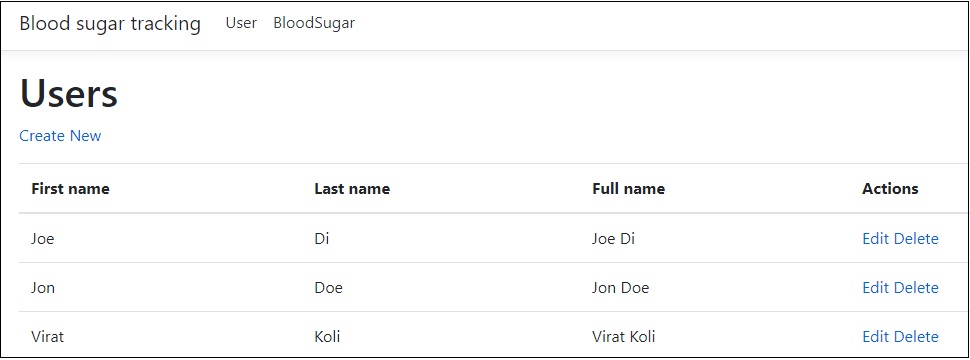 Blood sugar tracking User BloodSugar
Users
Create New
First name Last name Full name Actions
Joe Di Joe Di Edit Delete
Jon Doe Jon Doe Edit Delete
Virat Koli Virat Koli Edit Delete